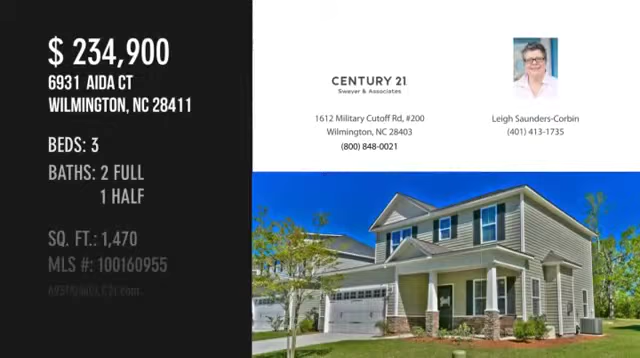 $ 234,900
6931 AIDA CT
WILMINGTON, NC 28411
BEDS: 3
BATHS: 2 FULL
1 HALF
SQ. FT.: 1,470
MLS #: 100160955
CENTURY 21
Sweyer & Associates
1612 Military Cutoff Rd, #200
Wilmington, NC 28403
(800) 848-0021
Leigh Saunders-Corbin
(401) 413-1735